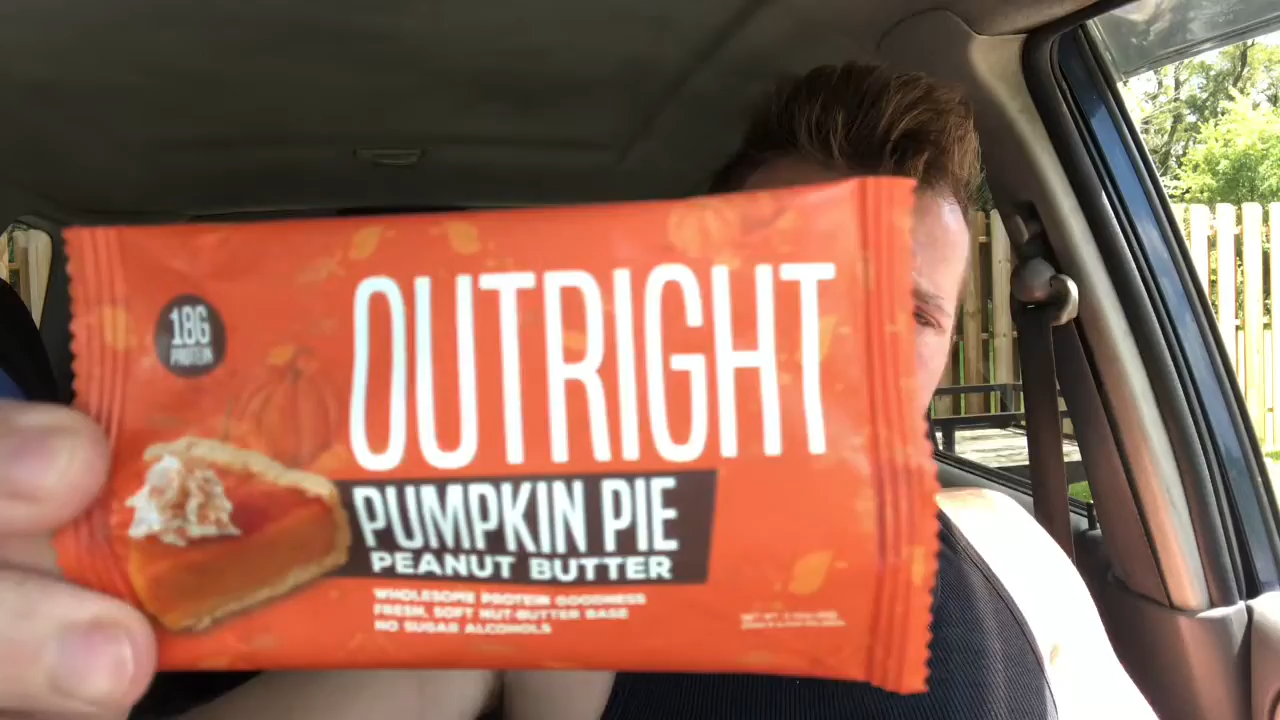 18G
PROTEIN
OUTRIGHT
PUMPKIN PIE
PEANUT BUTTER
WHOLESOME PROTEIN GOODNESS
FRESH, SOFT NUT-BUTTER BASE
NO SUGAR ALCOHOLS